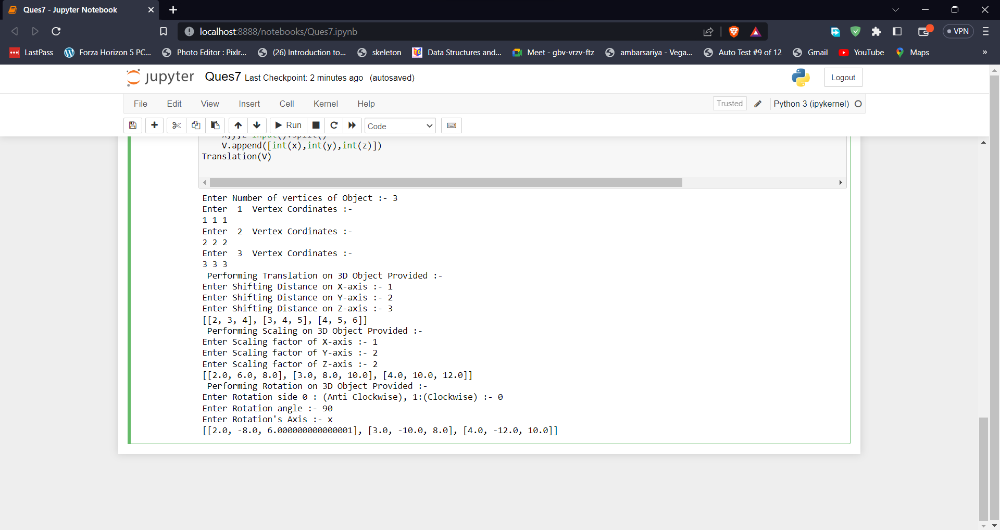 Ques7 - Jupyter Notebook
localhost:8888/notebooks/Ques7.ipynb
VPN
LastPass Forza Horizon 5 PC... Photo Editor : Pixlr... (26) Introduction to... skeleton Data Structures and... Meet - gbv-vrzv-ftz ambarsariya - Vega... Auto Test #9 of 12 Gmail YouTube Maps »
jupyter Ques7 Last Checkpoint: 2 minutes ago (autosaved) Logout
File Edit View Insert Cell Kernel Help Trusted Python 3 (ipykernel)
Run Code
V.append([int(x),int(y),int(z)])
Translation(V)
Enter Number of vertices of Object :- 3
Enter  1  Vertex Cordinates :-
1 1 1
Enter  2  Vertex Cordinates :-
2 2 2
Enter  3  Vertex Cordinates :-
3 3 3
Performing Translation on 3D Object Provided :-
Enter Shifting Distance on X-axis :- 1
Enter Shifting Distance on Y-axis :- 2
Enter Shifting Distance on Z-axis :- 3
[[2, 3, 4], [3, 4, 5], [4, 5, 6]]
Performing Scaling on 3D Object Provided :-
Enter Scaling factor of X-axis :- 1
Enter Scaling factor of Y-axis :- 2
Enter Scaling factor of Z-axis :- 2
[[2.0, 6.0, 8.0], [3.0, 8.0, 10.0], [4.0, 10.0, 12.0]]
Performing Rotation on 3D Object Provided :-
Enter Rotation side 0 : (Anti Clockwise), 1:(Clockwise) :- 0
Enter Rotation angle :- 90
Enter Rotation's Axis :- x
[[2.0, -8.0, 6.000000000000001], [3.0, -10.0, 8.0], [4.0, -12.0, 10.0]]